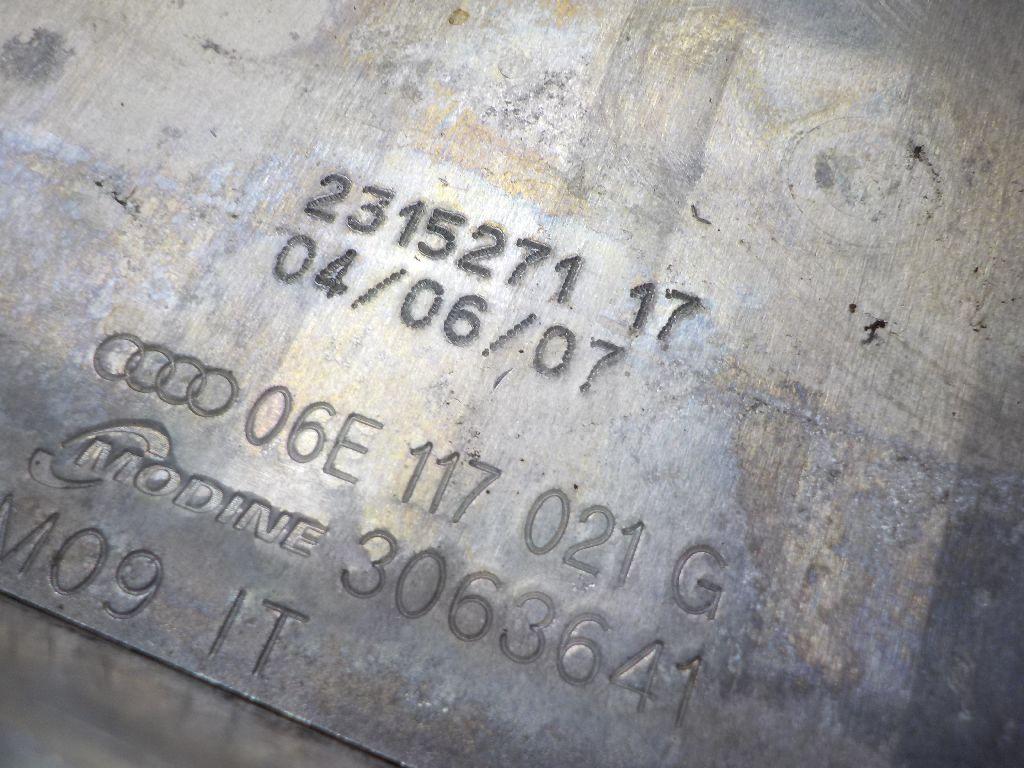 2315271 17
04/06/07
06E 117 021 G
MODINE 3063641
M09 IT